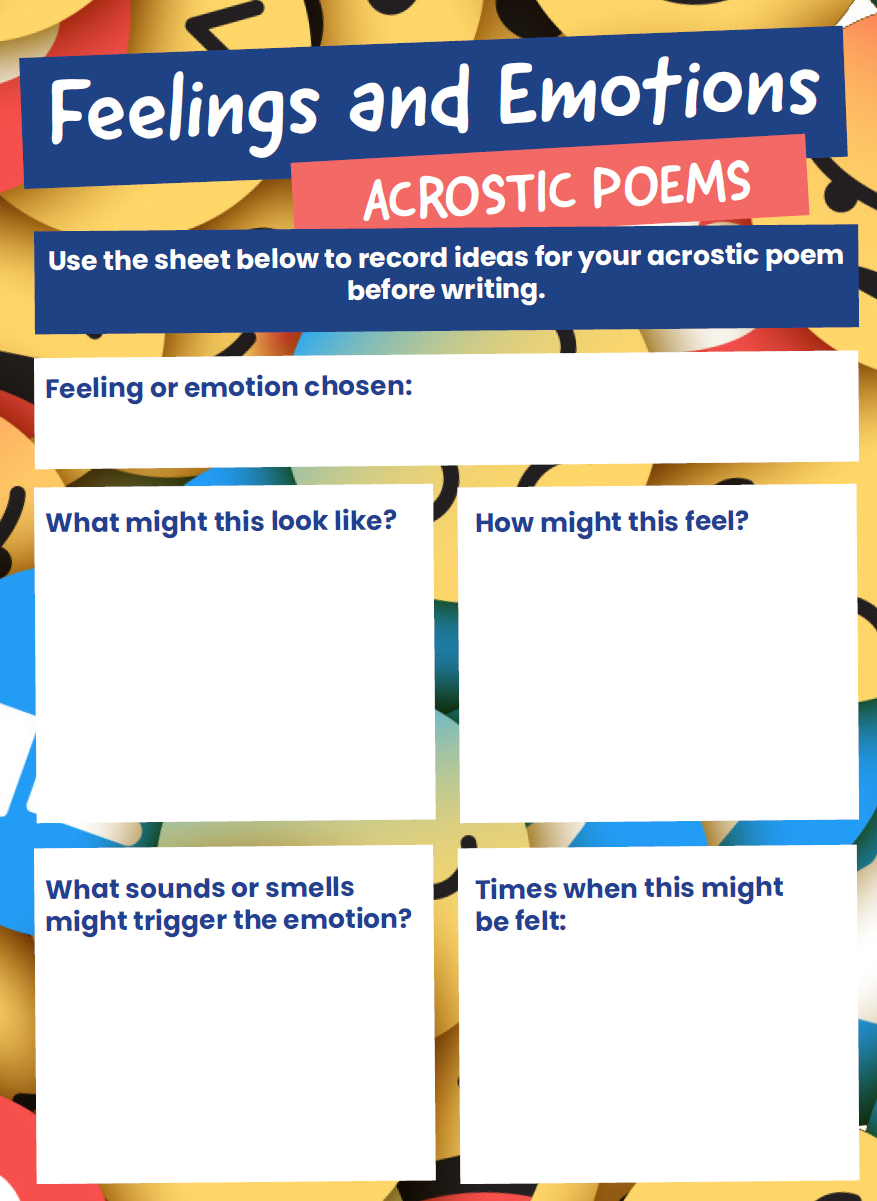 Feelings and Emotions
ACROSTIC POEMS
Use the sheet below to record ideas for your acrostic poem
before writing.
Feeling or emotion chosen:
What might this look like?
How might this feel?
What sounds or smells
might trigger the emotion?
Times when this might
be felt: